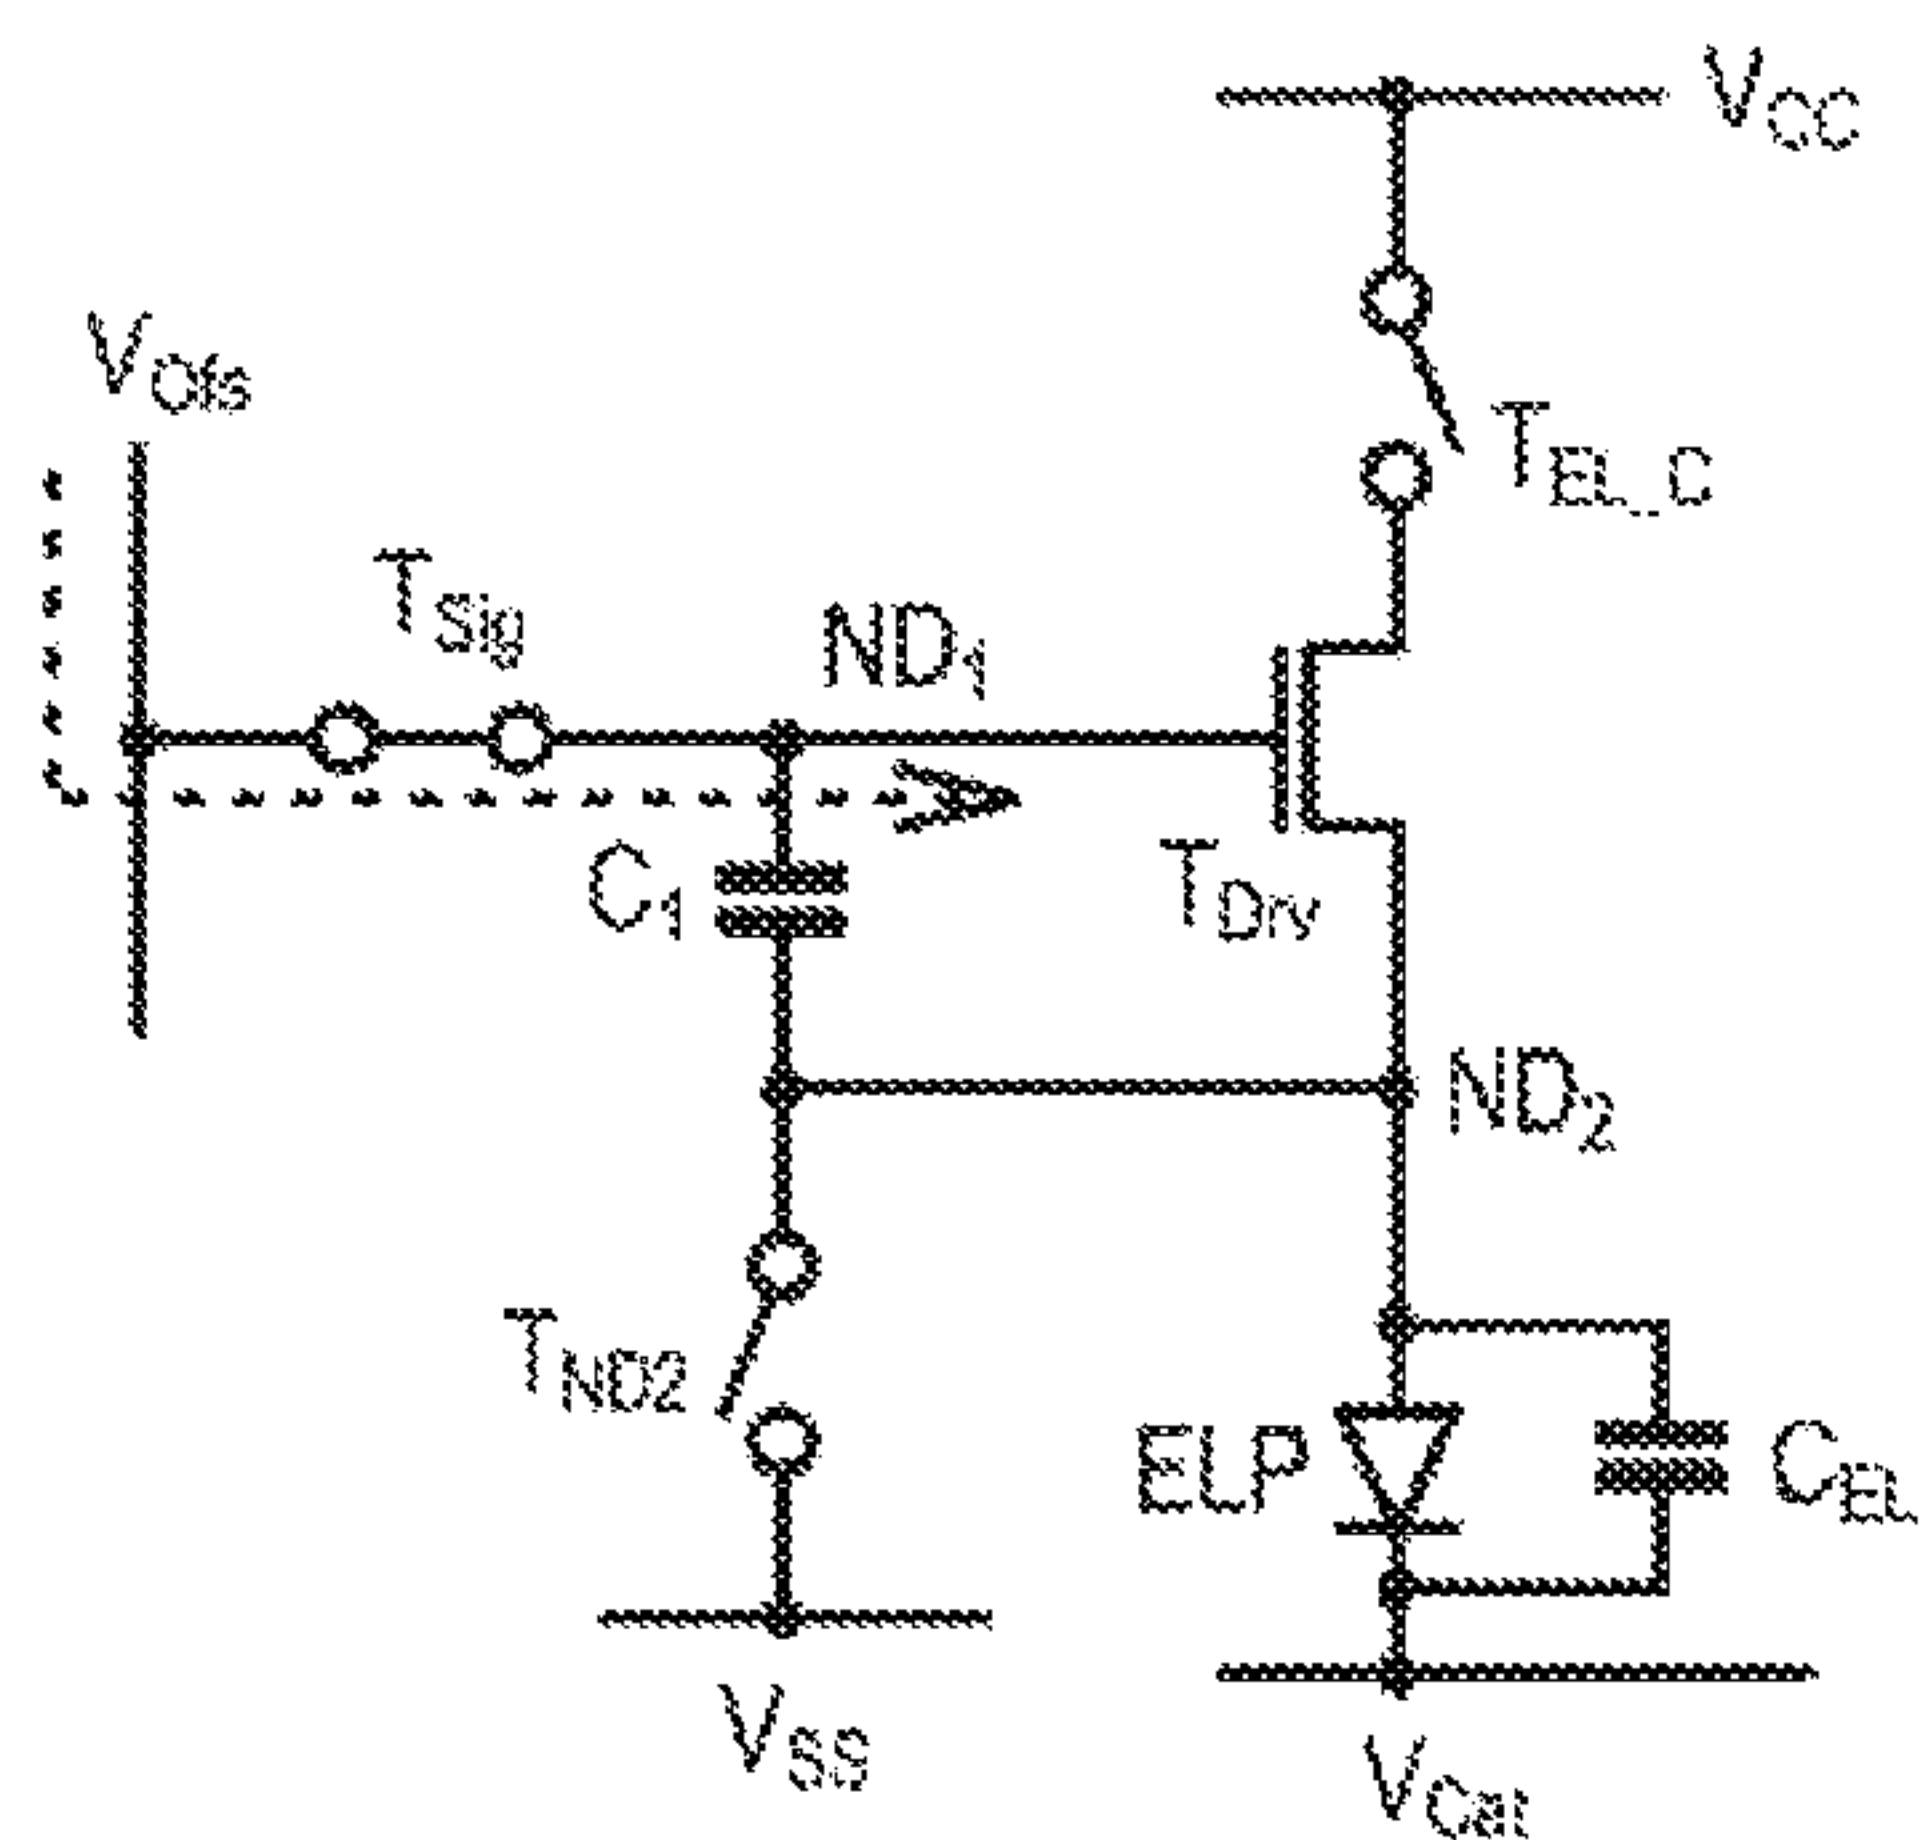 VCC
VOfs
TEL_C
TSig
ND1
C1
TDrv
ND2
TND2
ELP
CEL
VSS
VCat